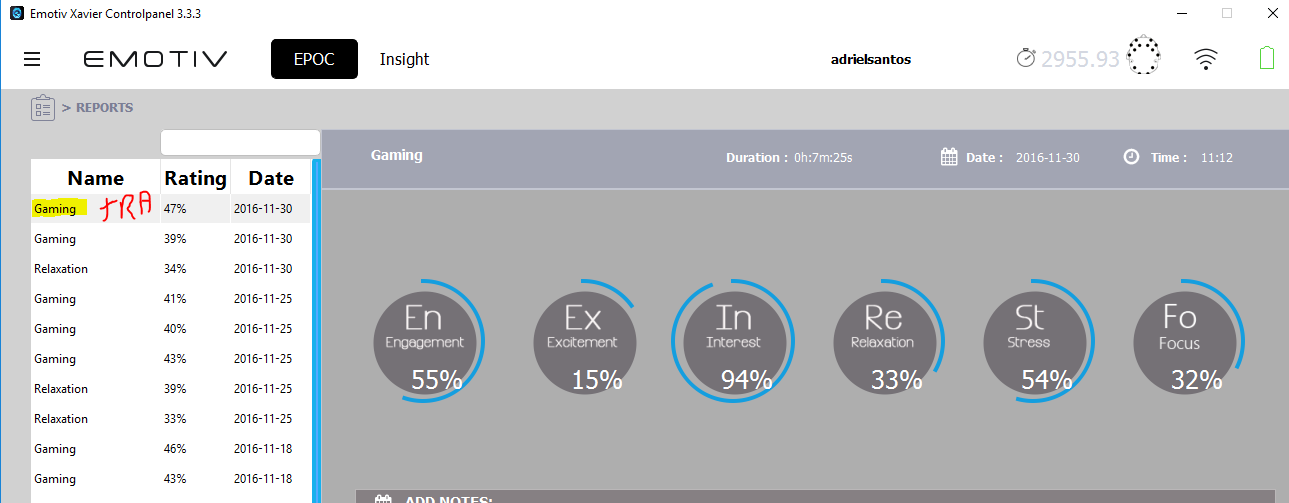 Emotiv Xavier Controlpanel 3.3.3
EMOTIV EPOC Insight adrielsantos 2955.93
> REPORTS
Gaming Duration : 0h:7m:25s Date : 2016-11-30 Time : 11:12
Name Rating Date
Gaming tRA 47% 2016-11-30
Gaming 39% 2016-11-30
Relaxation 34% 2016-11-30
Gaming 41% 2016-11-25
Gaming 40% 2016-11-25
Gaming 43% 2016-11-25
Relaxation 39% 2016-11-25
Relaxation 33% 2016-11-25
Gaming 46% 2016-11-18
Gaming 43% 2016-11-18
En Ex In Re St Fo
Engagement Excitement Interest Relaxation Stress Focus
55% 15% 94% 33% 54% 32%
ADD NOTES: